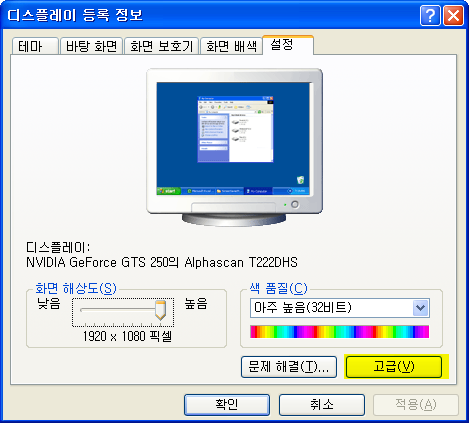 디스플레이 등록 정보
테마 바탕 화면 화면 보호기 화면 배색 설정
start
디스플레이:
NVIDIA GeForce GTS 250의 Alphascan T222DHS
화면 해상도(S) 색 품질(C)
낮음 높음 아주 높음(32비트)
1920 x 1080 픽셀
문제 해결(T)... 고급(V)
확인 취소 적용(A)